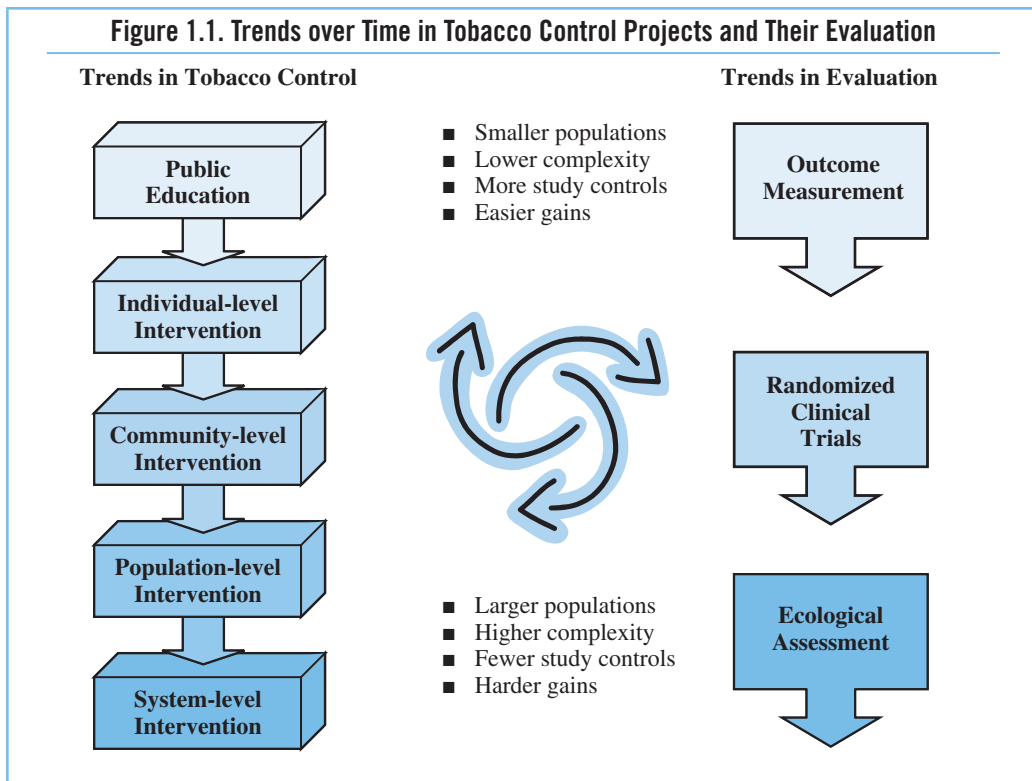 Figure 1.1. Trends over Time in Tobacco Control Projects and Their Evaluation
Trends in Tobacco Control
Public
Education
Individual-level
Intervention
Community-level
Intervention
Population-level
Intervention
System-level
Intervention
■ Smaller populations
■ Lower complexity
■ More study controls
■ Easier gains
■ Larger populations
■ Higher complexity
■ Fewer study controls
■ Harder gains
Trends in Evaluation
Outcome
Measurement
Randomized
Clinical
Trials
Ecological
Assessment